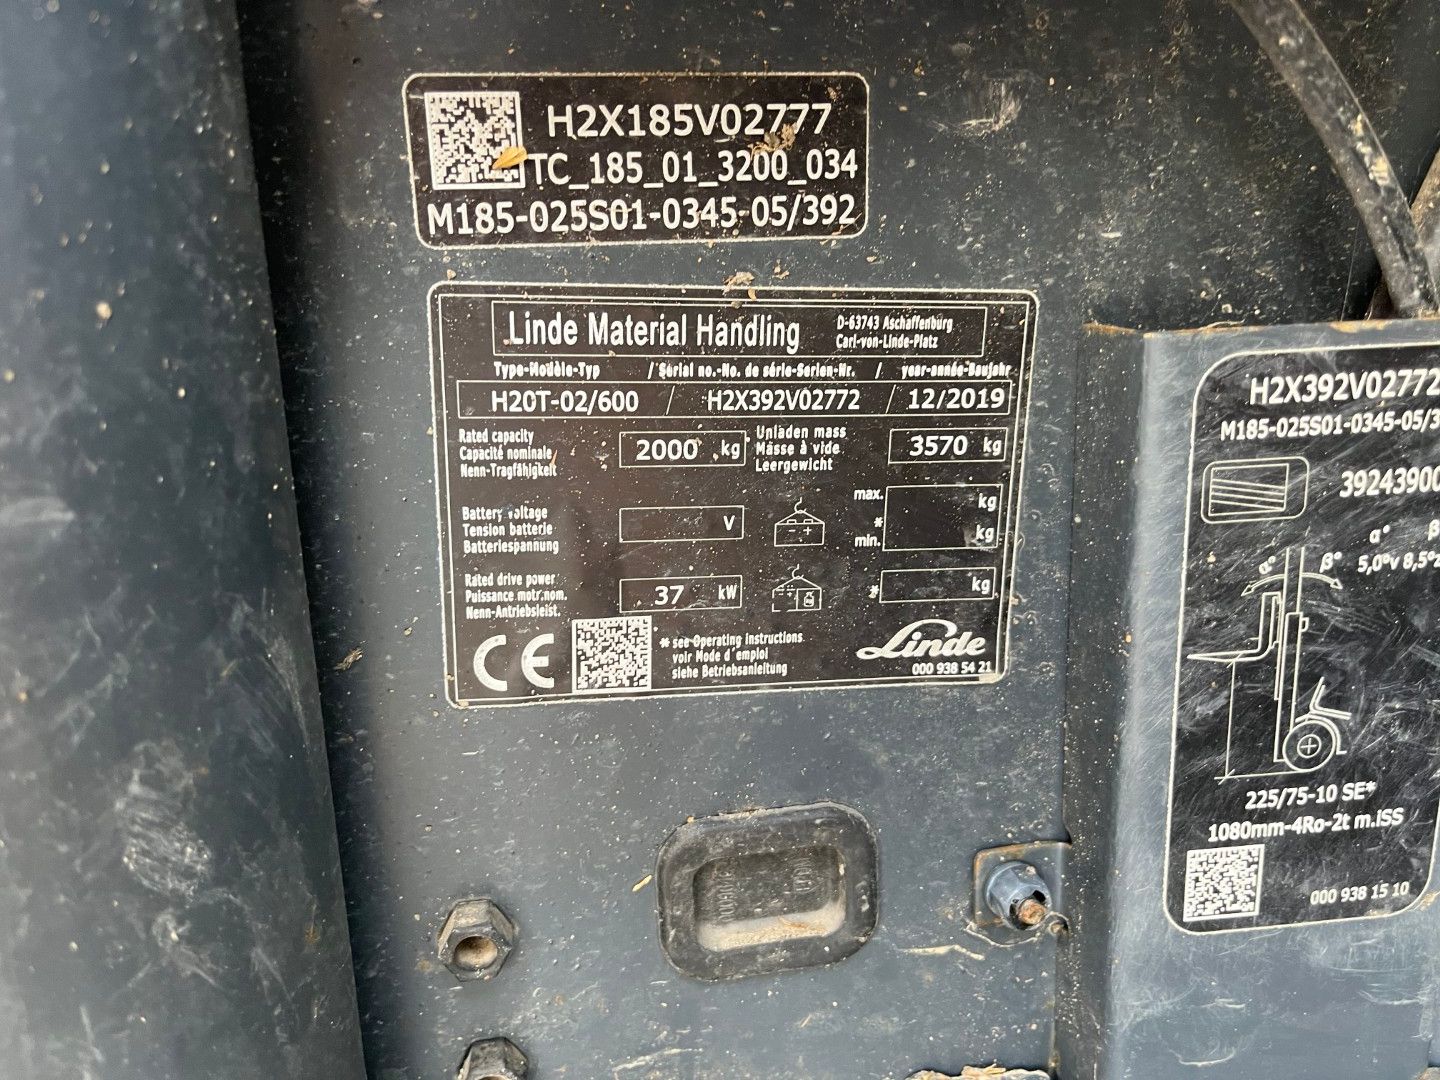 H2X185V02777
TC_185_01_3200_034
M185-025S01-0345-05/392
Linde Material Handling
D-63743 Aschaffenburg
Carl-von-Linde-Platz
Type-Modèle-Typ / Serial no.-No. de série-Serien-Nr. / year-année-Baujahr
H20T-02/600 / H2X392V02772 / 12/2019
Rated capacity
Capacité nominale
Nenn-Tragfähigkeit
2000 kg
Unladen mass
Masse à vide
Leergewicht
3570 kg
Battery voltage
Tension batterie
Batteriespannung
V
max. kg
*
min. kg
Rated drive power
Puissance motr.nom.
Nenn-Antriebsleist.
37 kW
* kg
CE
* see Operating Instructions
voir Mode d'emploi
siehe Betriebsanleitung
Linde
000 938 54 21
H2X392V02772
M185-025S01-0345-05/3
39243900
α° β
5,0°v 8,5°z
α° β°
225/75-10 SE*
1080mm-4Ro-2t m.ISS
000 938 15 10